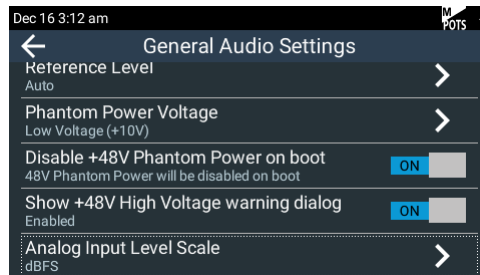 Dec 16 3:12 am
M
POTS
General Audio Settings
Reference Level
Auto
Phantom Power Voltage
Low Voltage (+10V)
Disable +48V Phantom Power on boot
48V Phantom Power will be disabled on boot
ON
Show +48V High Voltage warning dialog
Enabled
ON
Analog Input Level Scale
dBFS